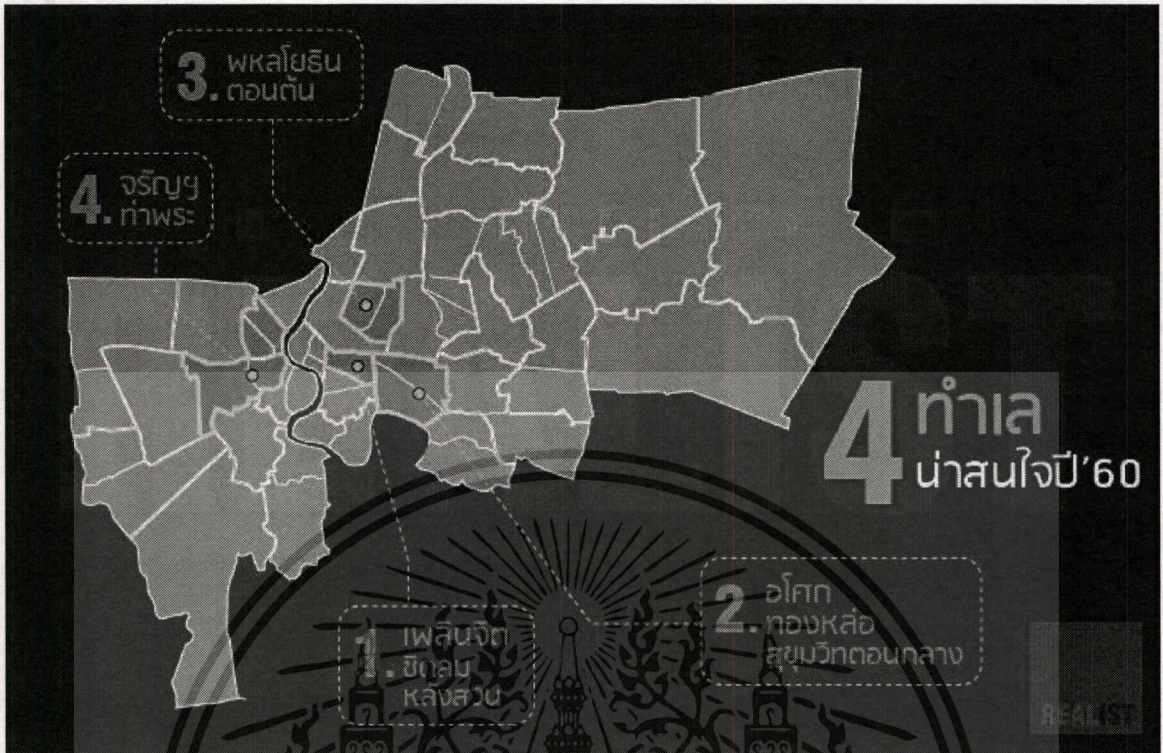 3. พหลโยธิน
ตอนต้น
4. จรัญฯ
ท่าพระ
4 ทำเล
น่าสนใจปี'60
1. เพลินจิต
ชิดลม
หลังสวน
2. อโศก
ทองหล่อ
สุขุมวิทตอนกลาง
REALIST